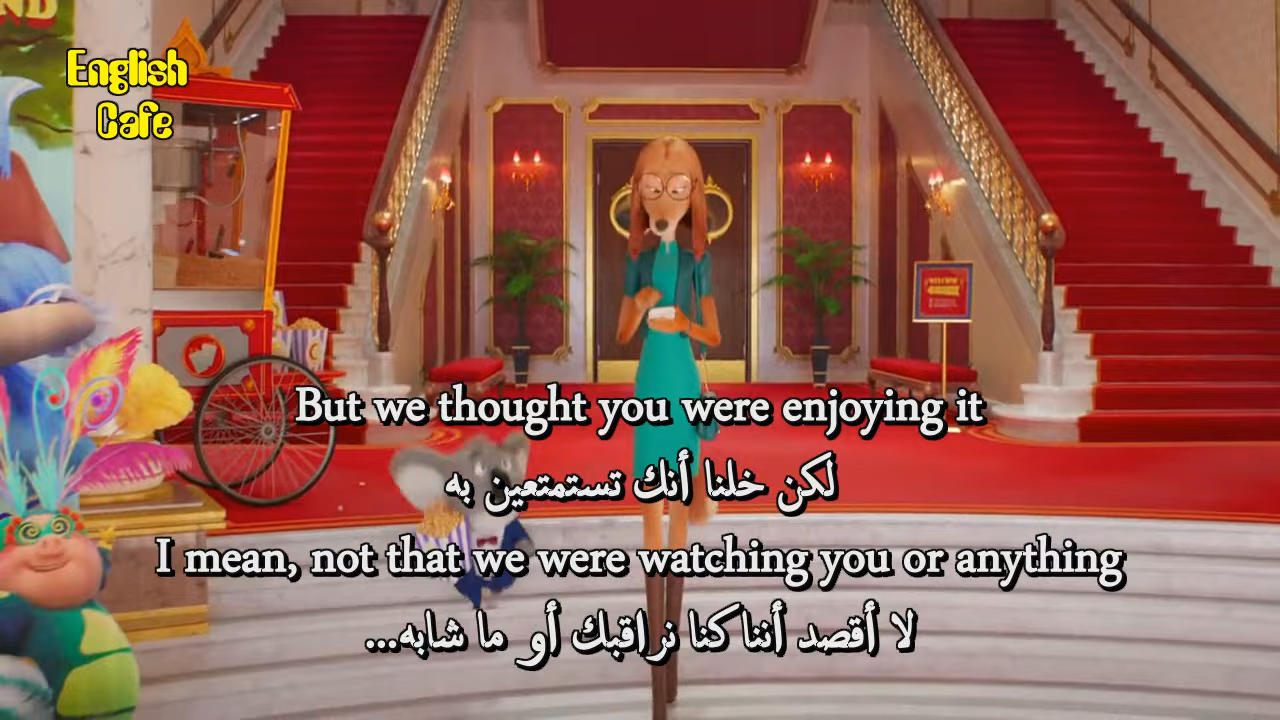 ND
English
Cafe
But we thought you were enjoying it
لكن خلنا أنك تستمتعين به
I mean, not that we were watching you or anything
لا أقصد أننا كنا نراقبك أو ما شابه...